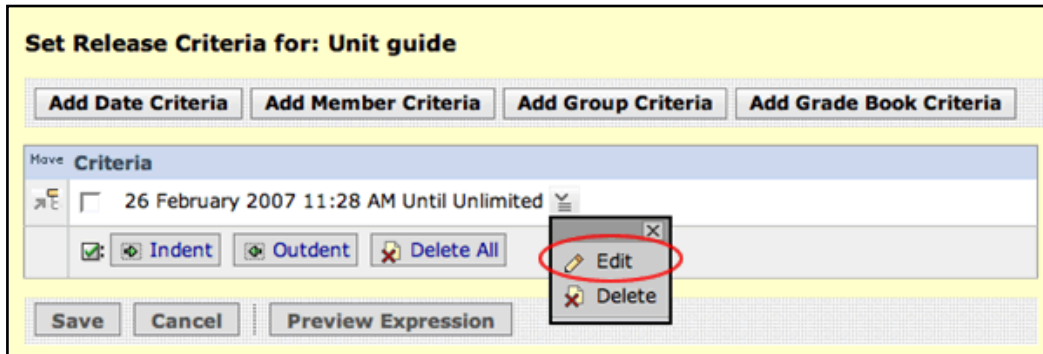 Set Release Criteria for: Unit guide
Add Date Criteria Add Member Criteria Add Group Criteria Add Grade Book Criteria
Move Criteria
26 February 2007 11:28 AM Until Unlimited
: Indent Outdent Delete All
Edit
Delete
Save Cancel Preview Expression